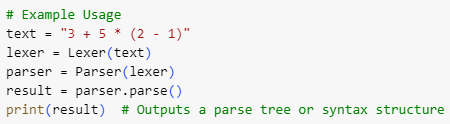 # Example Usage
text = "3 + 5 * (2 - 1)"
lexer = Lexer(text)
parser = Parser(lexer)
result = parser.parse()
print(result)  # Outputs a parse tree or syntax structure